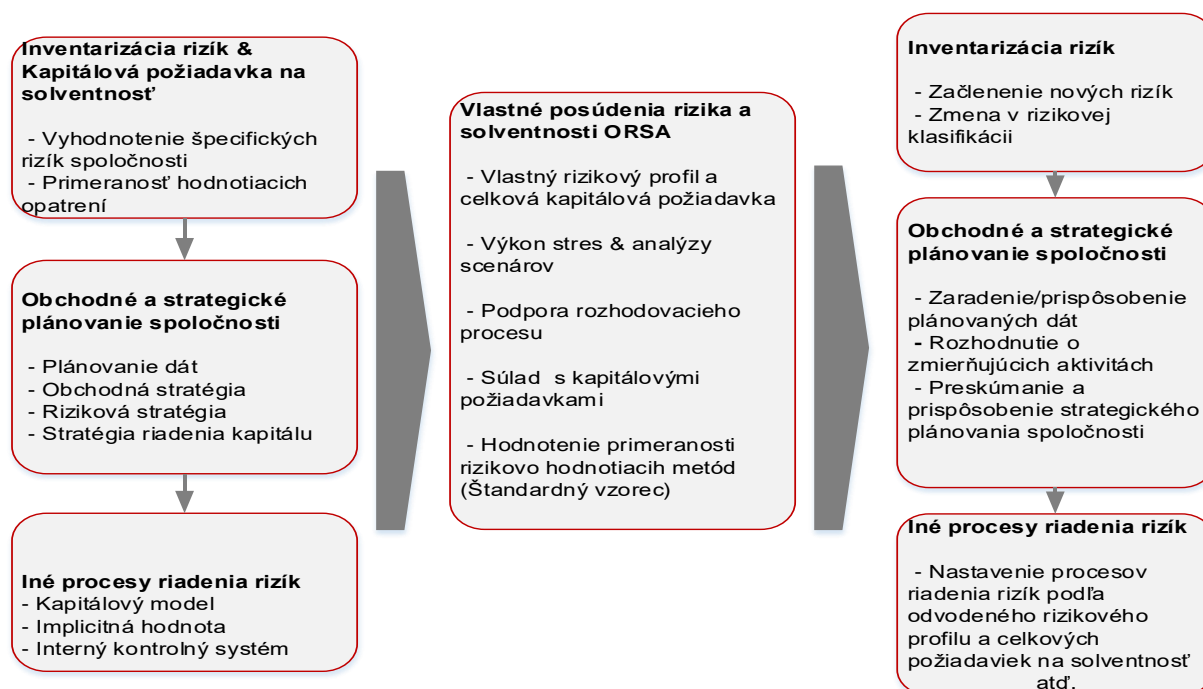 Inventarizácia rizík &
Kapitálová požiadavka na
solventnosť
- Vyhodnotenie špecifických
rizík spoločnosti
- Primeranosť hodnotiacich
opatrení
Obchodné a strategické
plánovanie spoločnosti
- Plánovanie dát
- Obchodná stratégia
- Riziková stratégia
- Stratégia riadenia kapitálu
Iné procesy riadenia rizík
- Kapitálový model
- Implicitná hodnota
- Interný kontrolný systém
Vlastné posúdenia rizika a
solventnosti ORSA
- Vlastný rizikový profil a
celková kapitálová požiadavka
- Výkon stres & analýzy
scenárov
- Podpora rozhodovacieho
procesu
- Súlad s kapitálovými
požiadavkami
- Hodnotenie primeranosti
rizikovo hodnotiacih metód
(Štandardný vzorec)
Inventarizácia rizík
- Začlenenie nových rizík
- Zmena v rizikovej
klasifikácii
Obchodné a strategické
plánovanie spoločnosti
- Zaradenie/prispôsobenie
plánovaných dát
- Rozhodnutie o
zmierňujúcich aktivitách
- Preskúmanie a
prispôsobenie strategického
plánovania spoločnosti
Iné procesy riadenia rizík
- Nastavenie procesov
riadenia rizík podľa
odvodeného rizikového
profilu a celkových
požiadaviek na solventnosť
atď.